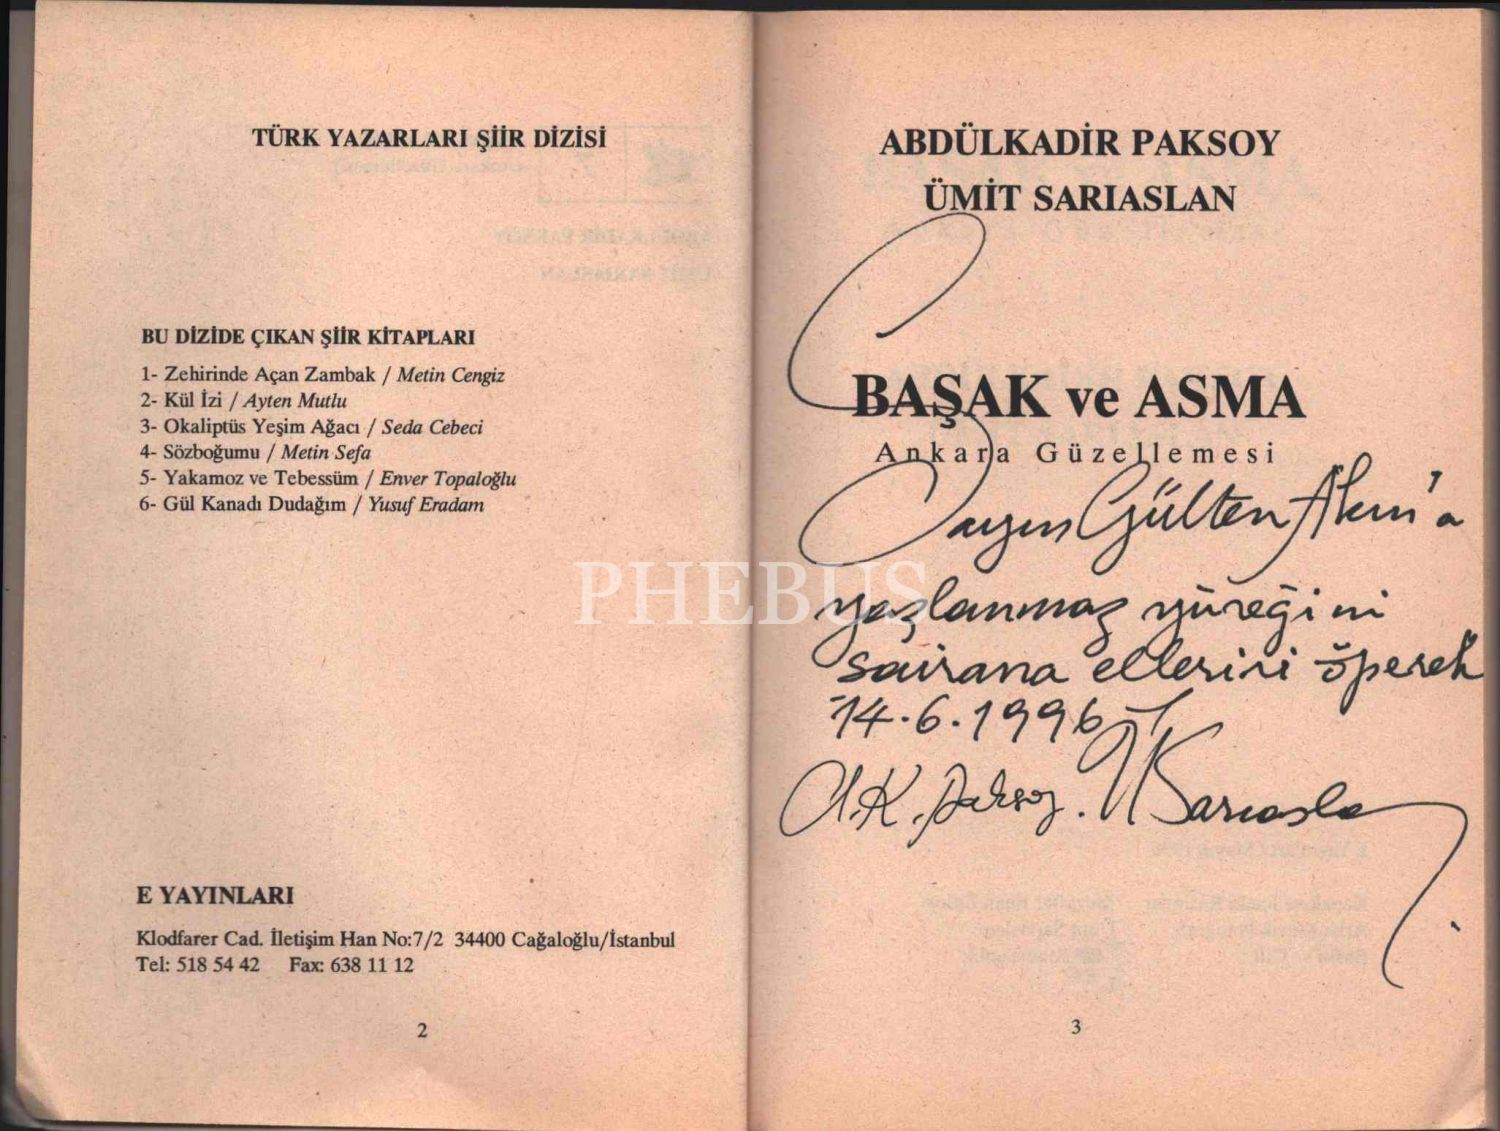 TÜRK YAZARLARI ŞİİR DİZİSİ
BU DİZİDE ÇIKAN ŞİİR KİTAPLARI
1- Zehirinde Açan Zambak / Metin Cengiz
2- Kül İzi / Ayten Mutlu
3- Okaliptüs Yeşim Ağacı / Seda Cebeci
4- Sözboğumu / Metin Sefa
5- Yakamoz ve Tebessüm / Enver Topaloğlu
6- Gül Kanadı Dudağım / Yusuf Eradam
E YAYINLARI
Klodfarer Cad. İletişim Han No:7/2 34400 Cağaloğlu/İstanbul
Tel: 518 54 42 Fax: 638 11 12
2
PHEBUS
ABDÜLKADİR PAKSOY
ÜMİT SARIASLAN
BAŞAK ve ASMA
Ankara Güzellemesi
Sayın Gülten Akın'a
yaşlanmaz yüreğini
şairana ellerini öperek
14.6.1996
A.K. Paksoy. Ü Sarıaslan
3